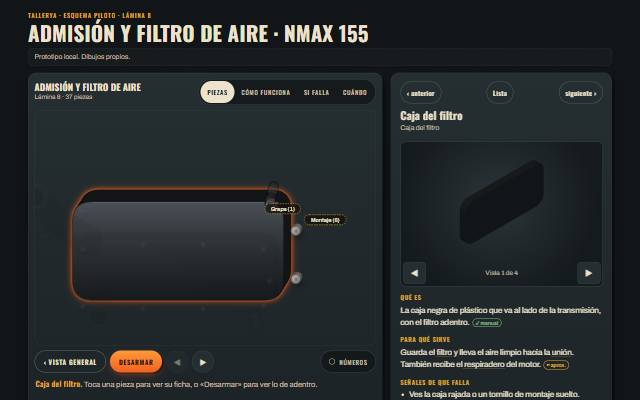 TALLERYA · ESQUEMA PILOTO · LÁMINA 8
ADMISIÓN Y FILTRO DE AIRE · NMAX 155
Prototipo local. Dibujos propios.
ADMISIÓN Y FILTRO DE AIRE
Lámina 8 · 37 piezas
PIEZAS
CÓMO FUNCIONA
SI FALLA
CUÁNDO
Grapa (1)
Montaje (6)
‹ VISTA GENERAL
DESARMAR
◀
▶
NÚMEROS
Caja del filtro. Toca una pieza para ver su ficha, o «Desarmar» para ver lo de adentro.
‹ anterior
Lista
siguiente ›
Caja del filtro
Caja del filtro
◀
Vista 1 de 4
▶
QUÉ ES
La caja negra de plástico que va al lado de la transmisión,
con el filtro adentro. ✓ manual
PARA QUÉ SIRVE
Guarda el filtro y lleva el aire limpio hacia la unión.
También recibe el respiradero del motor. ≈ aprox.
SEÑALES DE QUE FALLA
• Ves la caja rajada o un tornillo de montaje suelto.